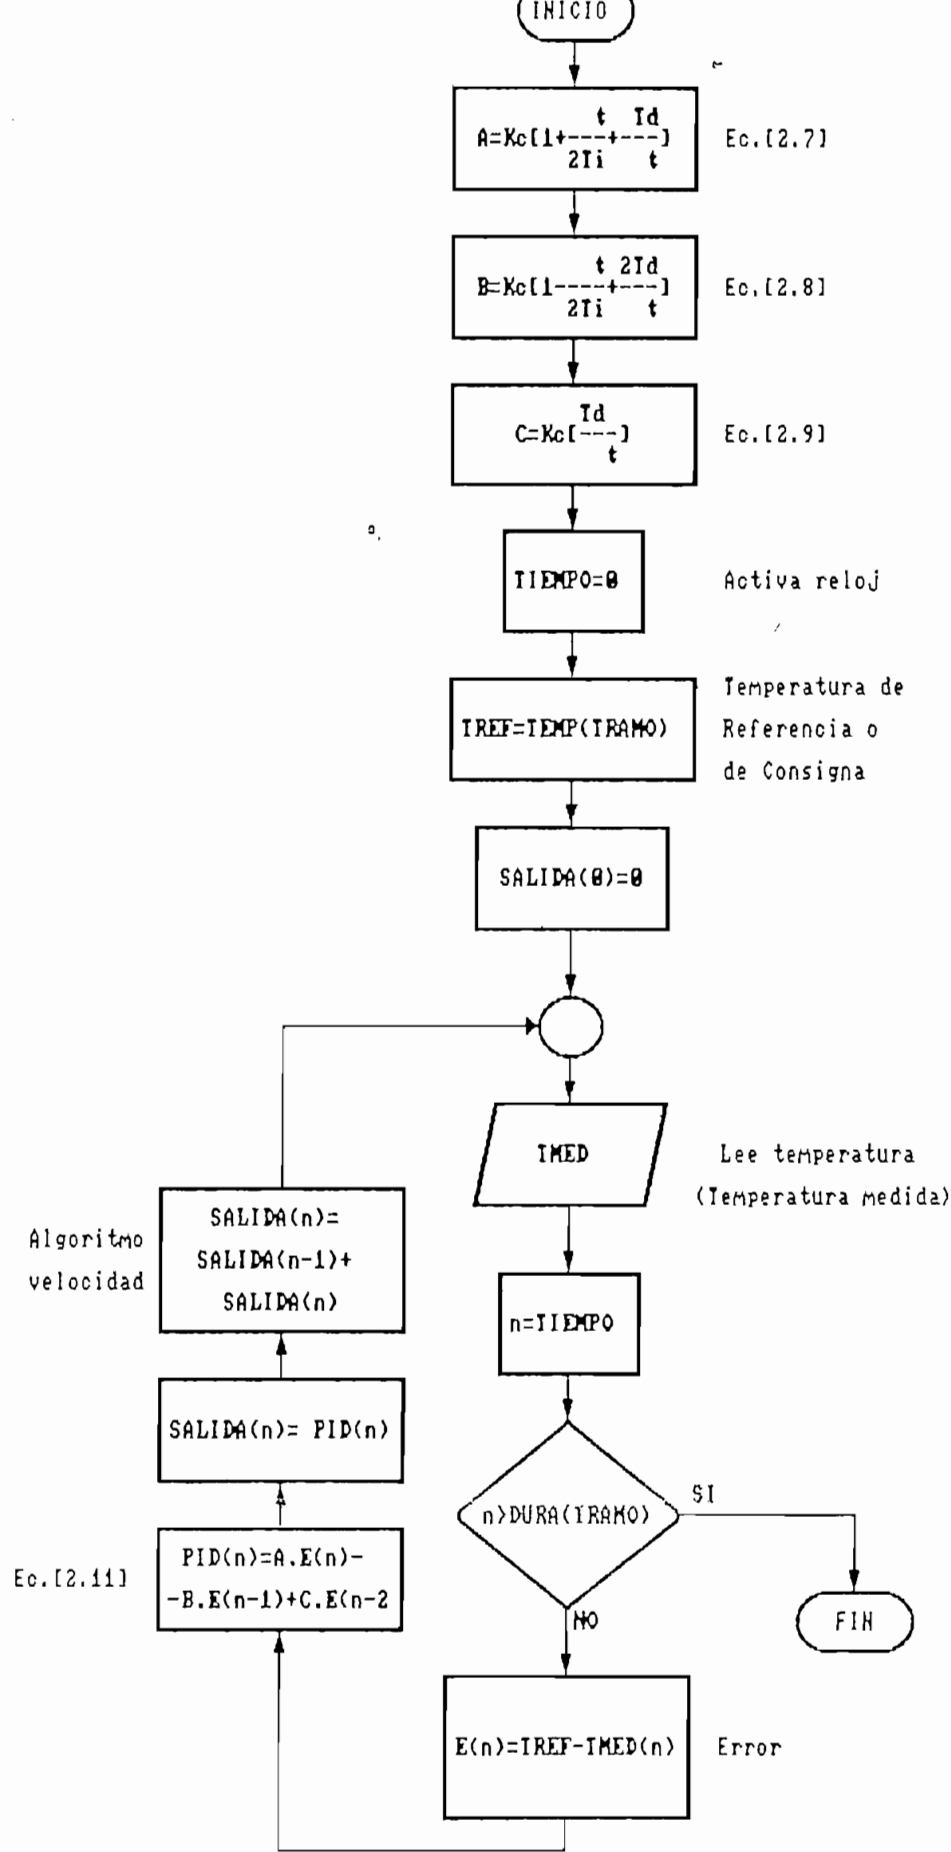 INICIO
      t   Td
A=Kc[1+----+---]
     2Ti   t
Ec.[2.7]
      t 2Td
B=Kc[1----+---]
     2Ti   t
Ec.[2.8]
    Td
C=Kc[---]
      t
Ec.[2.9]
TIEMPO=0
Activa reloj
TREF=TEMP(TRAMO)
Temperatura de
Referencia o
de Consigna
SALIDA(0)=0
TMED
Lee temperatura
(Temperatura medida)
n=TIEMPO
n>DURA(TRAMO)
SI
FIN
NO
E(n)=TREF-TMED(n)
Error
PID(n)=A.E(n)-
-B.E(n-1)+C.E(n-2
Ec.[2.11]
SALIDA(n)= PID(n)
SALIDA(n)=
SALIDA(n-1)+
SALIDA(n)
Algoritmo
velocidad